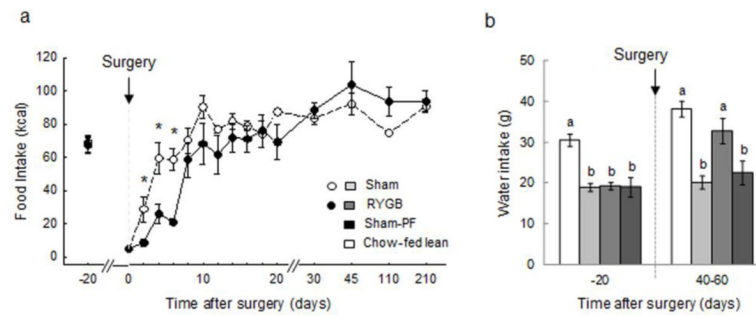 a
Surgery
120
100
80
60
40
20
0
Food Intake (kcal)
*
*
*
Sham
RYGB
Sham-PF
Chow-fed lean
-20
0
10
20
30
45
110
210
Time after surgery (days)
b
Surgery
50
40
30
20
10
0
Water intake (g)
a
b
b
b
a
b
a
b
-20
40-60
Time after surgery (days)